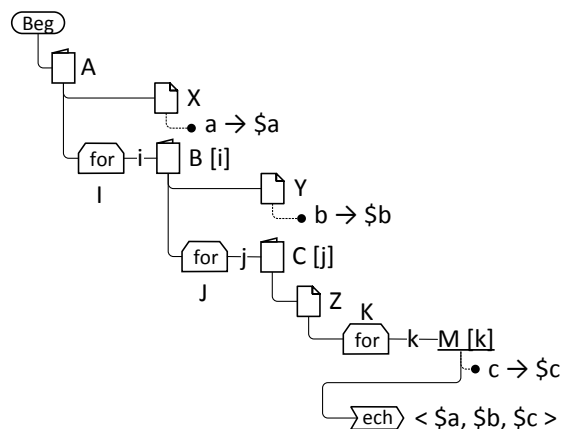 Beg
A
X
a → $a
for i B [i]
I
Y
b → $b
for j C [j]
J
Z
K
for k M [k]
c → $c
ech < $a, $b, $c >